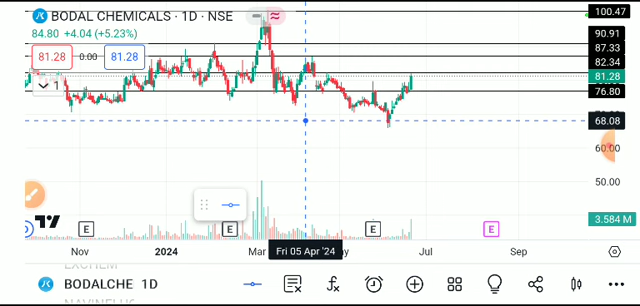 BODAL CHEMICALS · 1D · NSE
84.80 +4.04 (+5.23%)
81.28 0.00 81.28
1
100.47
90.91
87.33
82.34
81.28
76.80
68.08
60.00
50.00
3.584 M
E E E E
Nov 2024 Mar Fri 05 Apr '24 Jul Sep
BODALCHE 1D